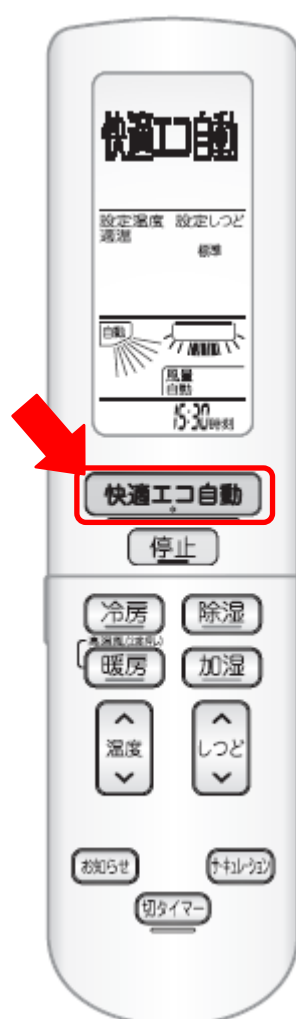 快適エコ自動
設定温度 設定しつど
適温
標準
自動
風量
自動
15:30時刻
快適エコ自動
停止
冷房 除湿
暖房 加湿
温度 しつど
お知らせ サーキュレーション
切タイマー